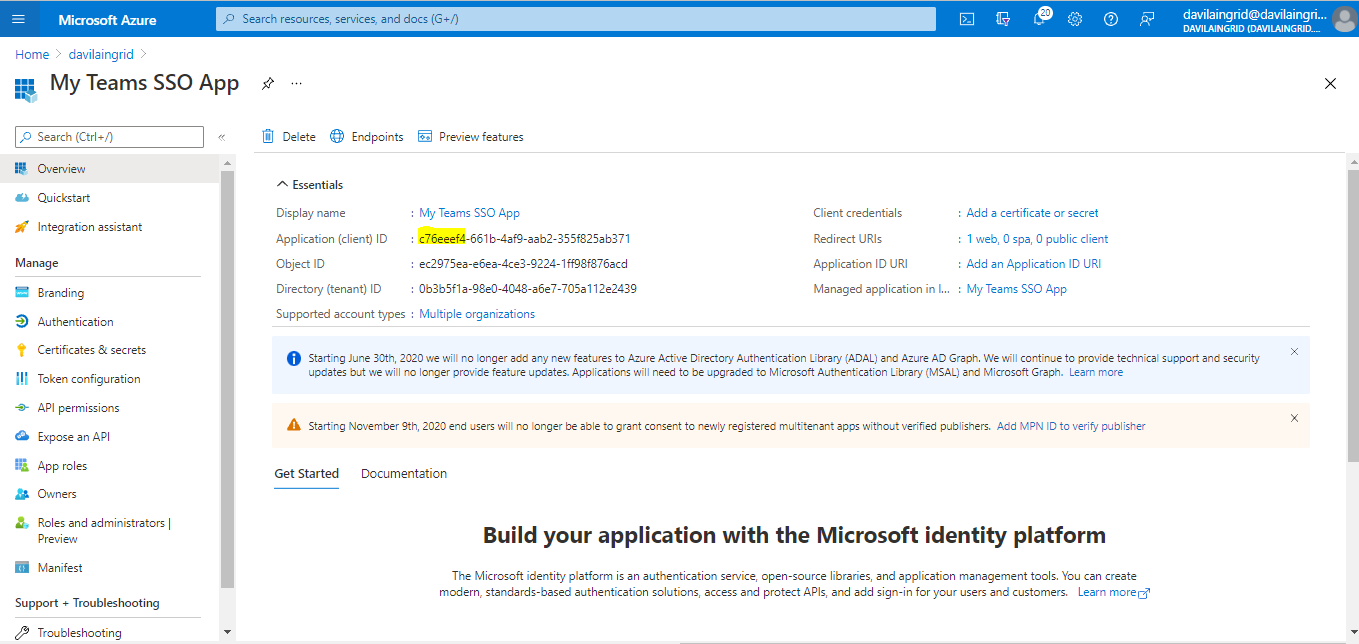 Microsoft Azure
Search resources, services, and docs (G+/)
20
davilaingrid@davilaingri...
DAVILAINGRID (DAVILAINGRID....
Home > davilaingrid >
My Teams SSO App
...
Search (Ctrl+/)
«
Overview
Quickstart
Integration assistant
Manage
Branding
Authentication
Certificates & secrets
Token configuration
API permissions
Expose an API
App roles
Owners
Roles and administrators |
Preview
Manifest
Support + Troubleshooting
Troubleshooting
Delete Endpoints Preview features
Essentials
Display name : My Teams SSO App
Application (client) ID : c76eeef4-661b-4af9-aab2-355f825ab371
Object ID : ec2975ea-e6ea-4ce3-9224-1ff98f876acd
Directory (tenant) ID : 0b3b5f1a-98e0-4048-a6e7-705a112e2439
Supported account types : Multiple organizations
Client credentials : Add a certificate or secret
Redirect URIs : 1 web, 0 spa, 0 public client
Application ID URI : Add an Application ID URI
Managed application in l... : My Teams SSO App
Starting June 30th, 2020 we will no longer add any new features to Azure Active Directory Authentication Library (ADAL) and Azure AD Graph. We will continue to provide technical support and security
updates but we will no longer provide feature updates. Applications will need to be upgraded to Microsoft Authentication Library (MSAL) and Microsoft Graph. Learn more
Starting November 9th, 2020 end users will no longer be able to grant consent to newly registered multitenant apps without verified publishers. Add MPN ID to verify publisher
Get Started Documentation
Build your application with the Microsoft identity platform
The Microsoft identity platform is an authentication service, open-source libraries, and application management tools. You can create
modern, standards-based authentication solutions, access and protect APIs, and add sign-in for your users and customers. Learn more